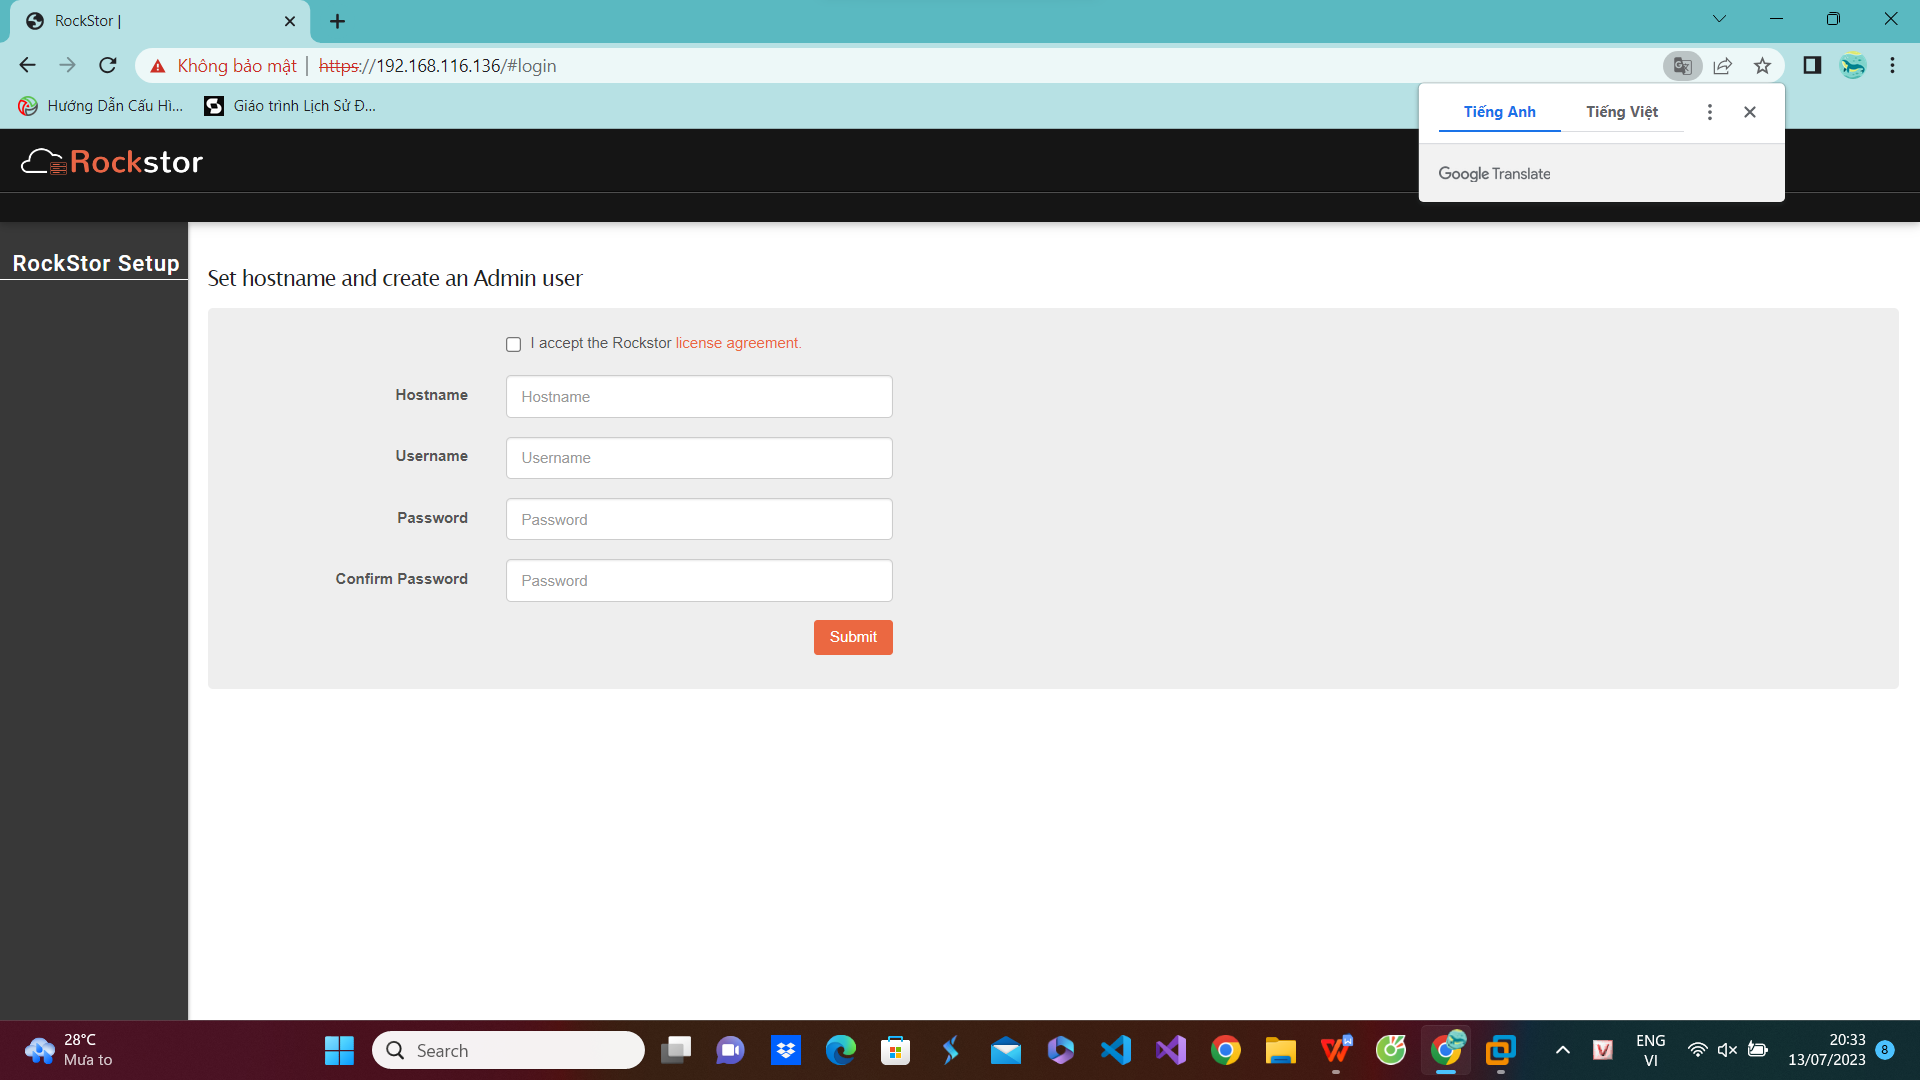 RockStor |
Không bảo mật | https://192.168.116.136/#login
Hướng Dẫn Cấu Hì... Giáo trình Lịch Sử Đ...
Tiếng Anh Tiếng Việt
Google Translate
Rockstor
RockStor Setup
Set hostname and create an Admin user
I accept the Rockstor license agreement.
Hostname Hostname
Username Username
Password Password
Confirm Password Password
Submit
28°C
Mưa to
Search
ENG
VI
20:33
13/07/2023
8